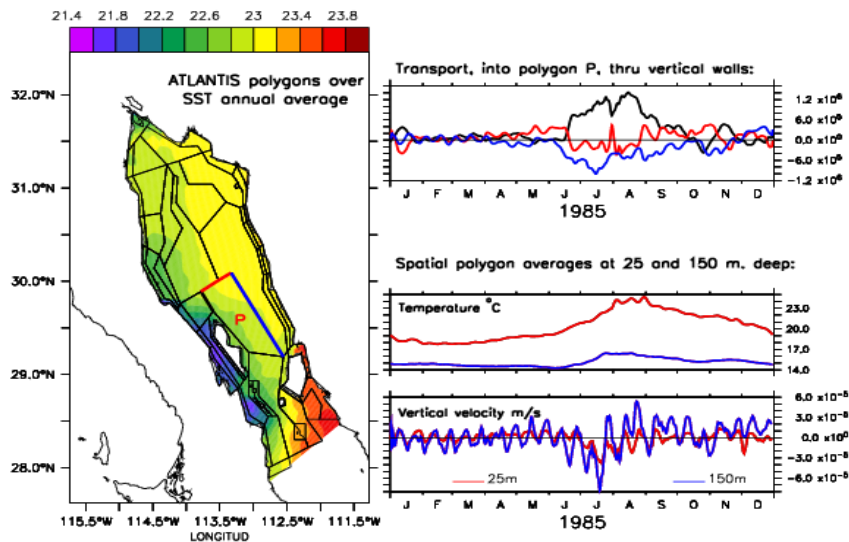 21.4 21.8 22.2 22.6 23 23.4 23.8
ATLANTIS polygons over
SST annual average
32.0°N
31.0°N
30.0°N
29.0°N
28.0°N
P
115.5°W 114.5°W 113.5°W 112.5°W 111.5°W
LONGITUD
Transport, into polygon P, thru vertical walls:
1.2 x10⁶
6.0 x10⁵
0.0 x10⁰
-6.0 x10⁵
-1.2 x10⁶
J F M A M J J A S O N D
1985
Spatial polygon averages at 25 and 150 m. deep:
Temperature °C
23.0
20.0
17.0
14.0
Vertical velocity m/s
6.0 x10⁻⁵
3.0 x10⁻⁵
0.0 x10⁰
-3.0 x10⁻⁵
-6.0 x10⁻⁵
25m 150m
J F M A M J J A S O N D
1985